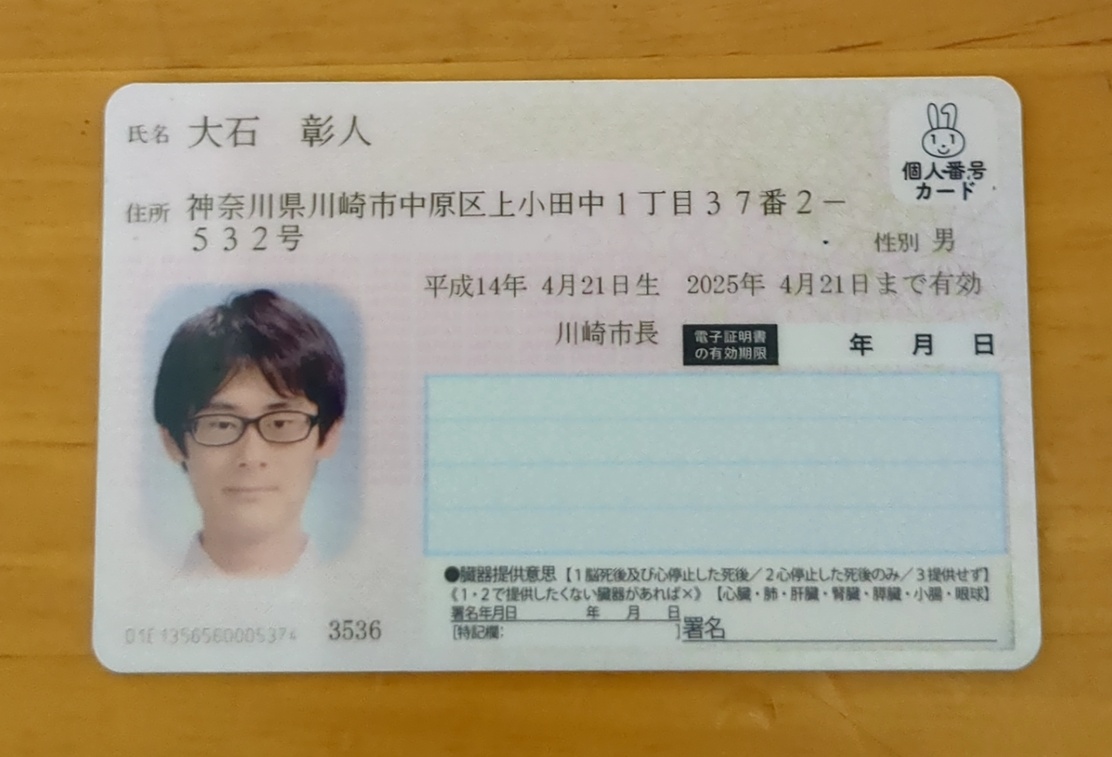 氏名 大石 彰人
個人番号
カード
住所 神奈川県川崎市中原区上小田中1丁目37番2－
532号
性別 男
平成14年 4月21日生 2025年 4月21日まで有効
川崎市長
電子証明書
の有効期限
年 月 日
●臓器提供意思【1脳死後及び心停止した死後／2心停止した死後のみ／3提供せず】
《1・2で提供したくない臓器があれば×》【心臓・肺・肝臓・腎臓・膵臓・小腸・眼球】
署名年月日 年 月 日
[特記欄: ]署名
3536